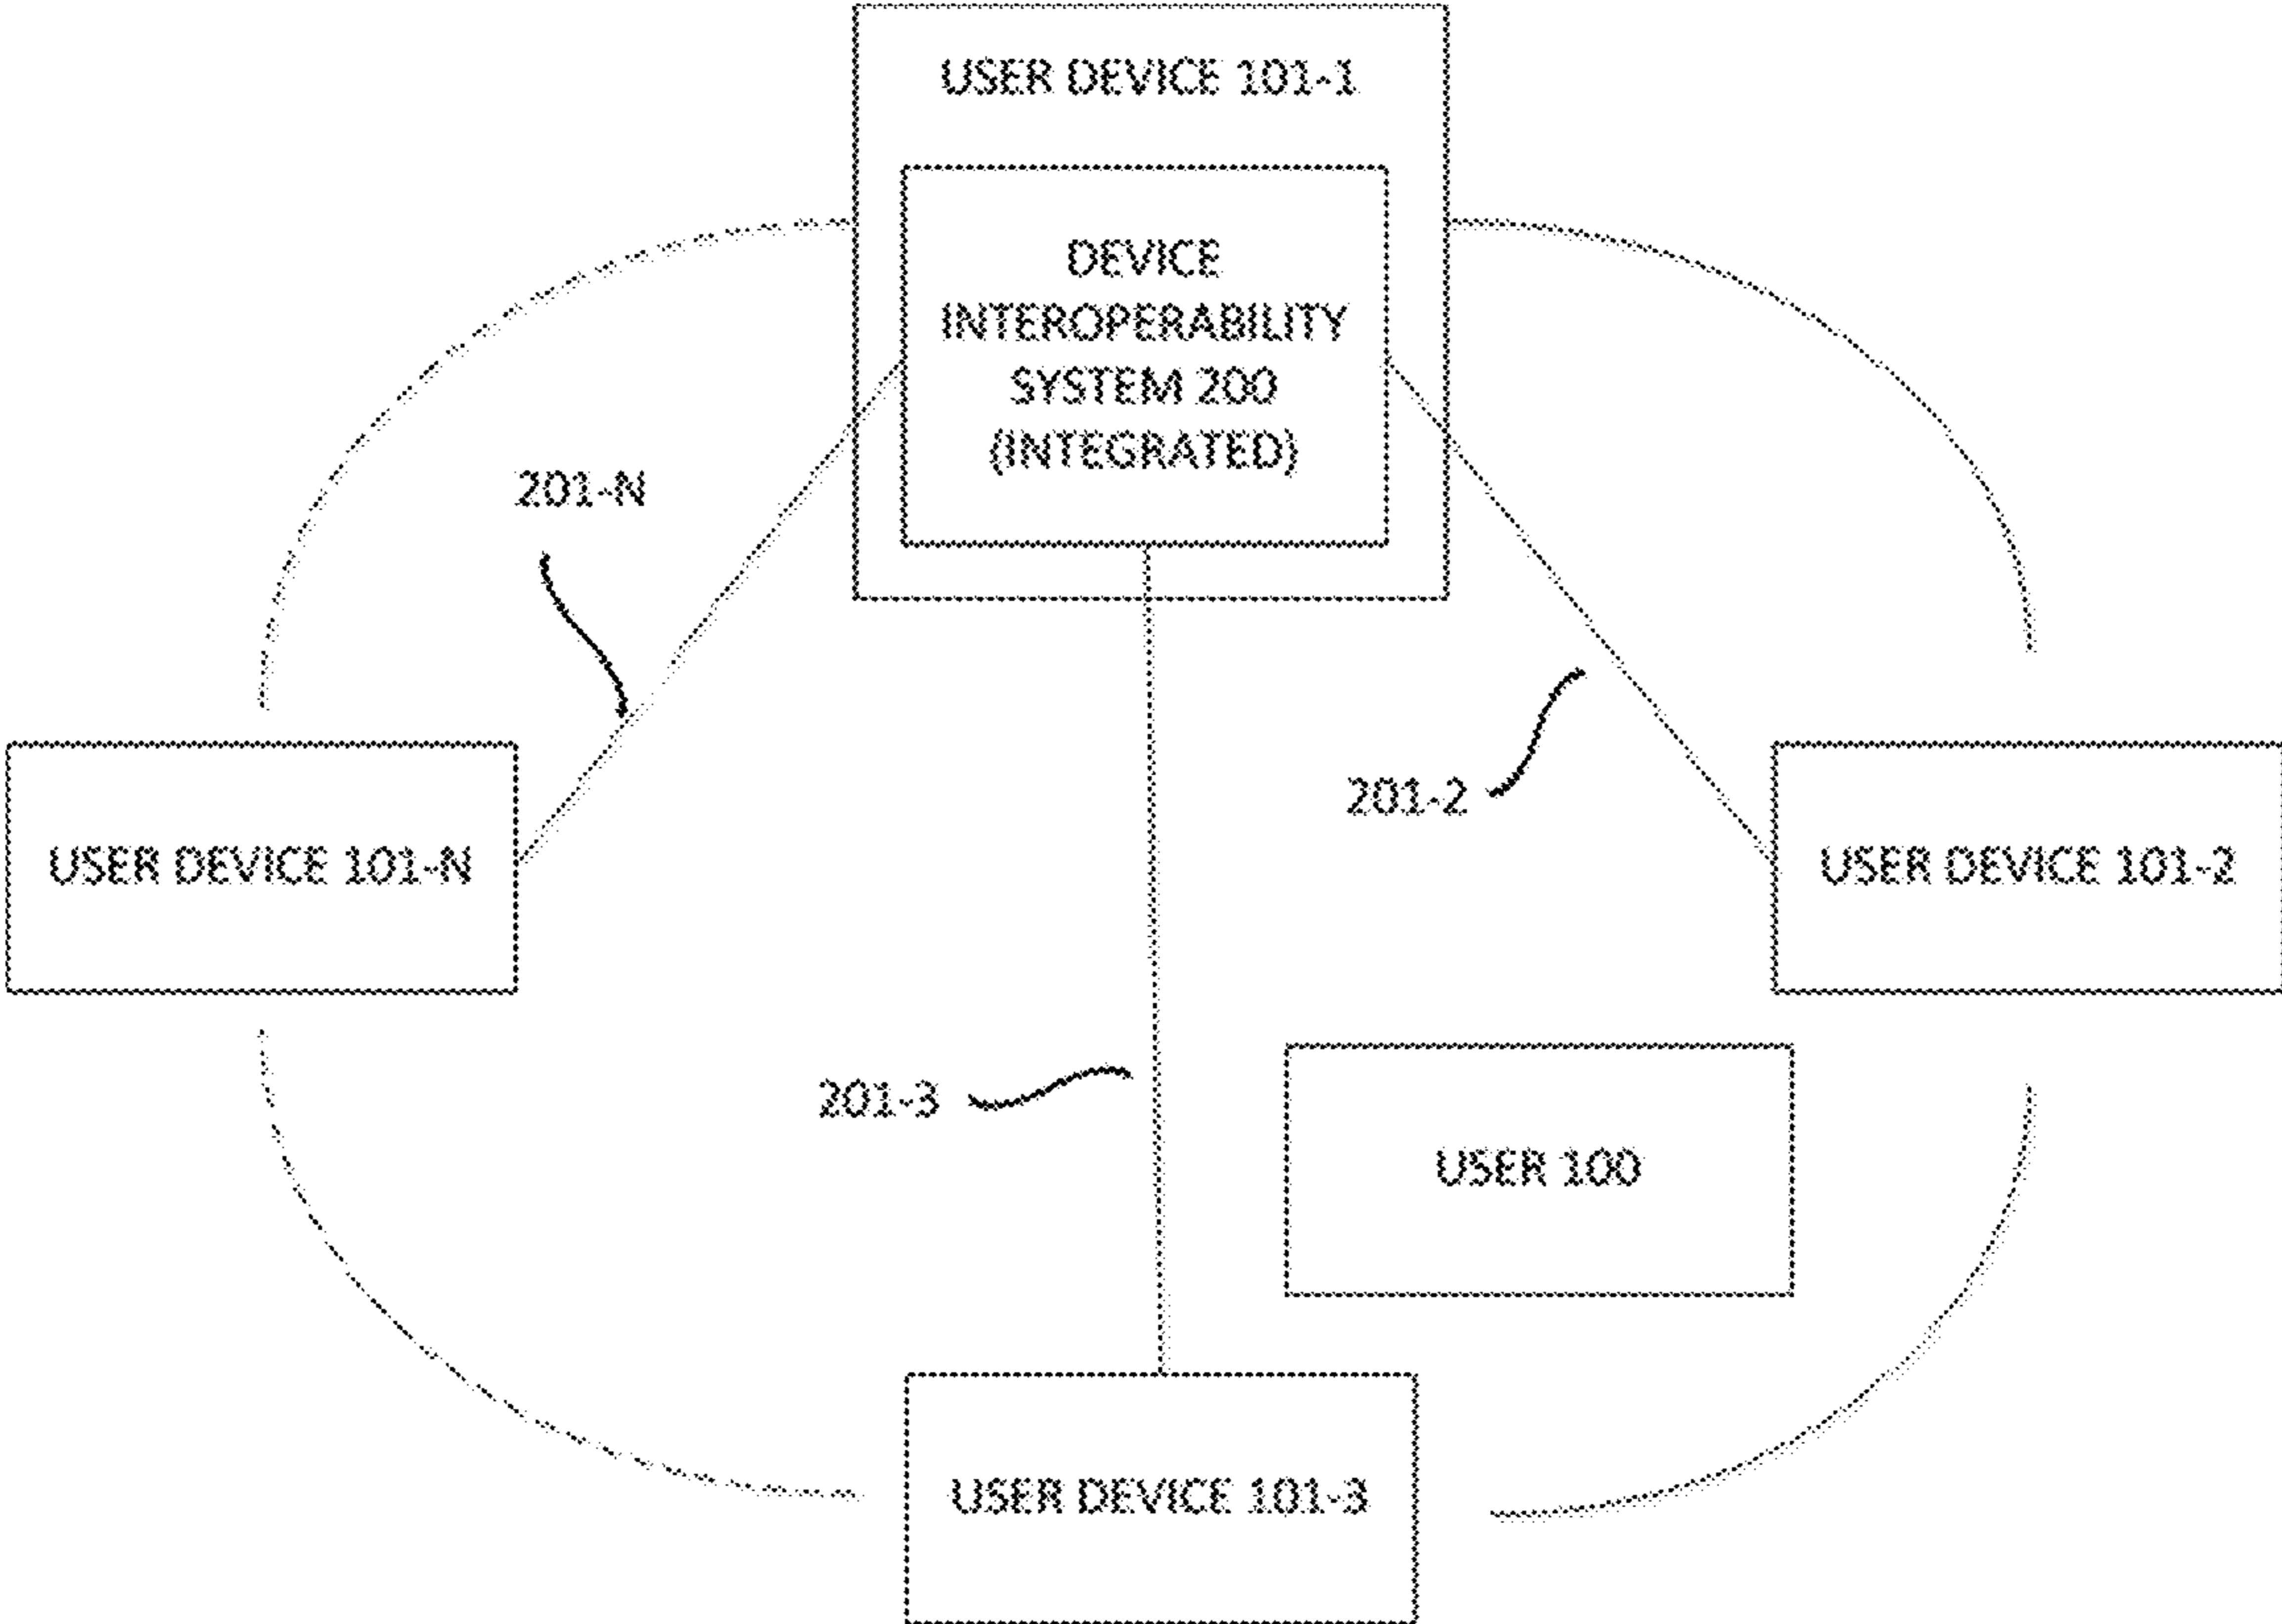 USER DEVICE 101-1
DEVICE
INTEROPERABILITY
SYSTEM 200
(INTEGRATED)
201-N
201-2
USER DEVICE 101-N
USER DEVICE 101-2
201-3
USER 100
USER DEVICE 101-3